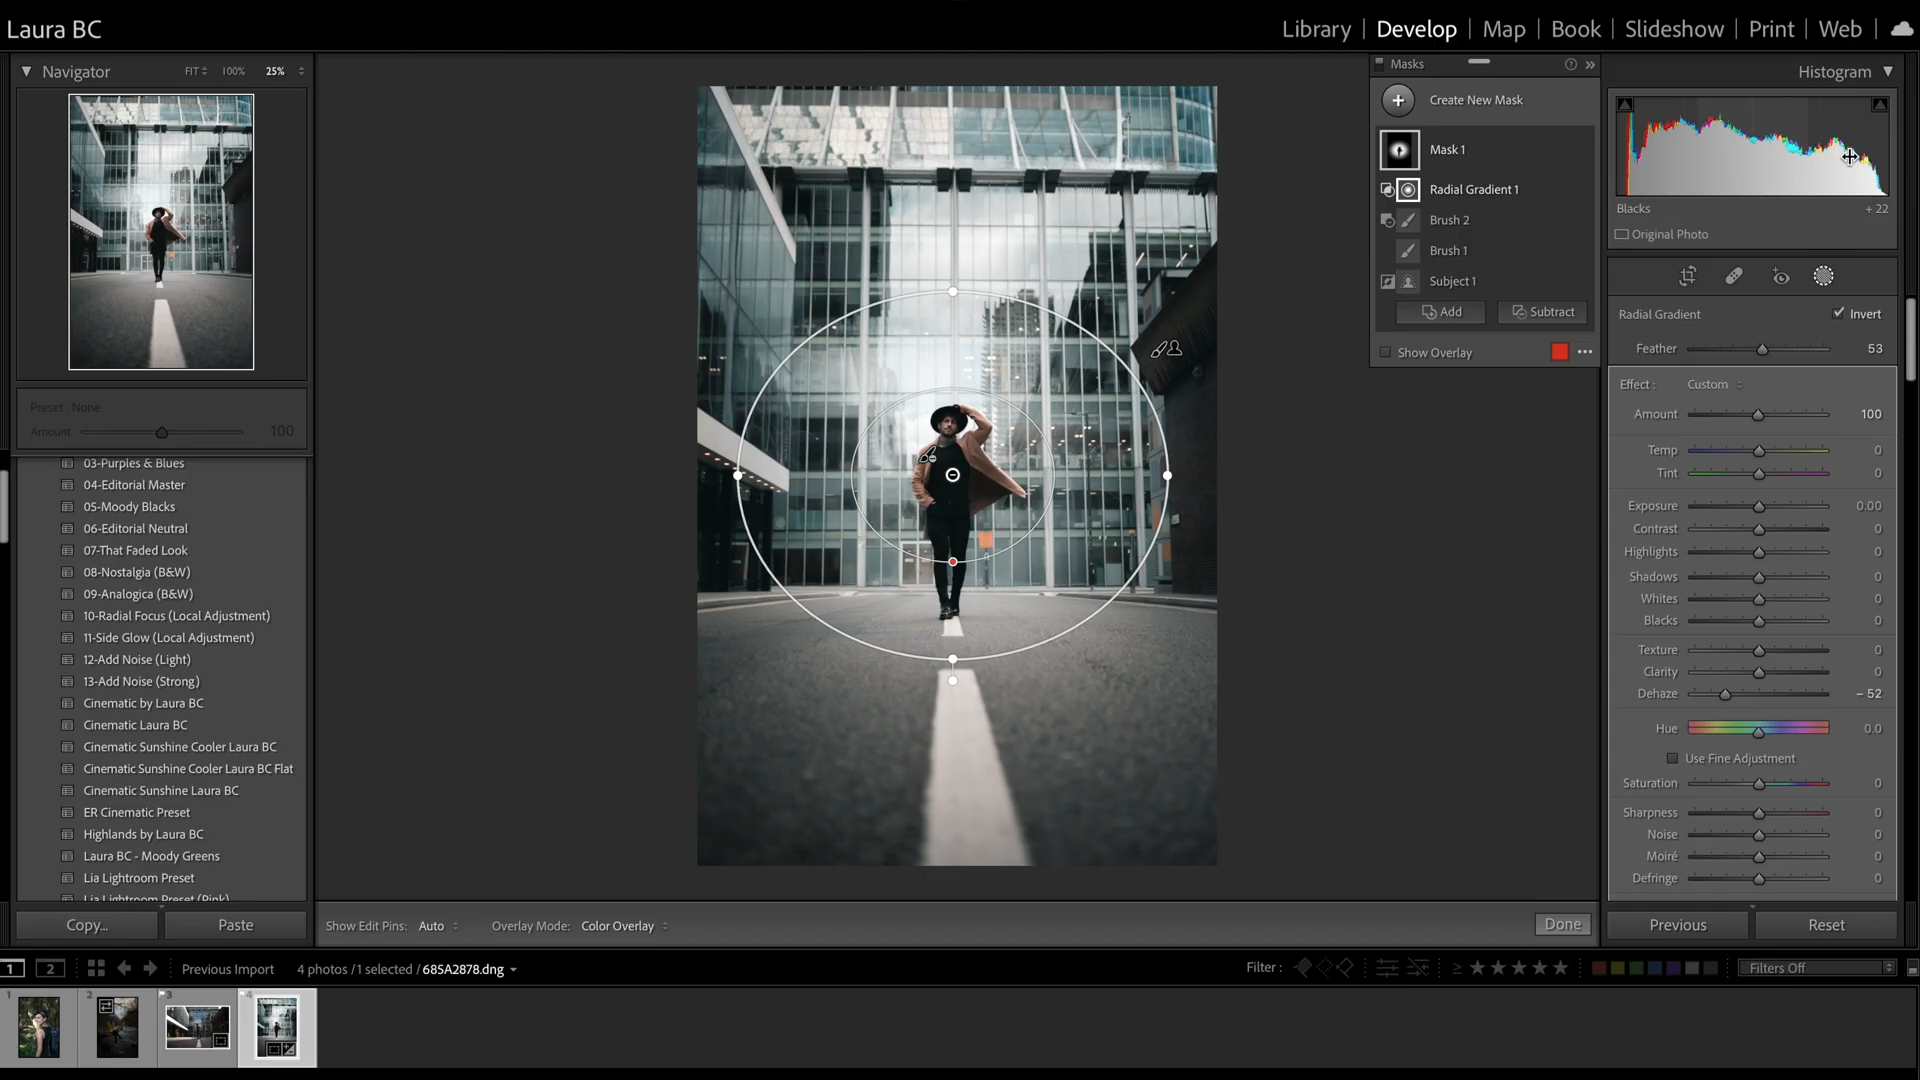 Laura BC
Library | Develop | Map | Book | Slideshow | Print | Web
Navigator FIT 100% 25%
Preset : None
Amount 100
03-Purples & Blues
04-Editorial Master
05-Moody Blacks
06-Editorial Neutral
07-That Faded Look
08-Nostalgia (B&W)
09-Analogica (B&W)
10-Radial Focus (Local Adjustment)
11-Side Glow (Local Adjustment)
12-Add Noise (Light)
13-Add Noise (Strong)
Cinematic by Laura BC
Cinematic Laura BC
Cinematic Sunshine Cooler Laura BC
Cinematic Sunshine Cooler Laura BC Flat
Cinematic Sunshine Laura BC
ER Cinematic Preset
Highlands by Laura BC
Laura BC - Moody Greens
Lia Lightroom Preset
Lia Lightroom Preset (Pink)
Copy... Paste
Masks
Create New Mask
Mask 1
Radial Gradient 1
Brush 2
Brush 1
Subject 1
Add Subtract
Show Overlay
Histogram
Blacks + 22
Original Photo
Radial Gradient Invert
Feather 53
Effect : Custom
Amount 100
Temp 0
Tint 0
Exposure 0.00
Contrast 0
Highlights 0
Shadows 0
Whites 0
Blacks 0
Texture 0
Clarity 0
Dehaze – 52
Hue 0.0
Use Fine Adjustment
Saturation 0
Sharpness 0
Noise 0
Moiré 0
Defringe 0
Show Edit Pins: Auto Overlay Mode: Color Overlay Done
Previous Reset
1 2 Previous Import 4 photos /1 selected /685A2878.dng Filter : ≥ ★★★★★ Filters Off
1 2 3 4